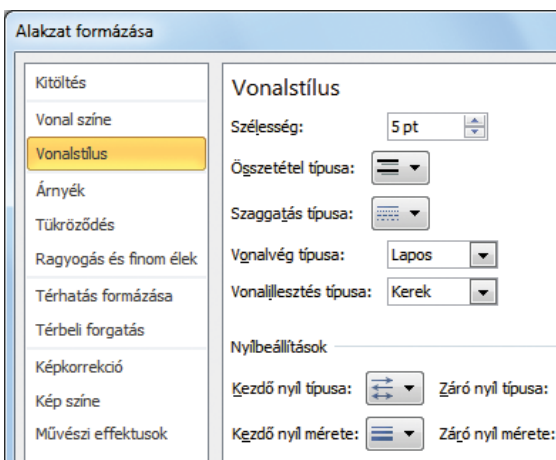 Alakzat formázása
Kitöltés
Vonal színe
Vonalstílus
Árnyék
Tükröződés
Ragyogás és finom élek
Térhatás formázása
Térbeli forgatás
Képkorrekció
Kép színe
Művészi effektusok
Vonalstílus
Szélesség: 5 pt
Összetétel típusa:
Szaggatás típusa:
Vonalvég típusa: Lapos
Vonalillesztés típusa: Kerek
Nyílbeállítások
Kezdő nyíl típusa: Záró nyíl típusa:
Kezdő nyíl mérete: Záró nyíl mérete: